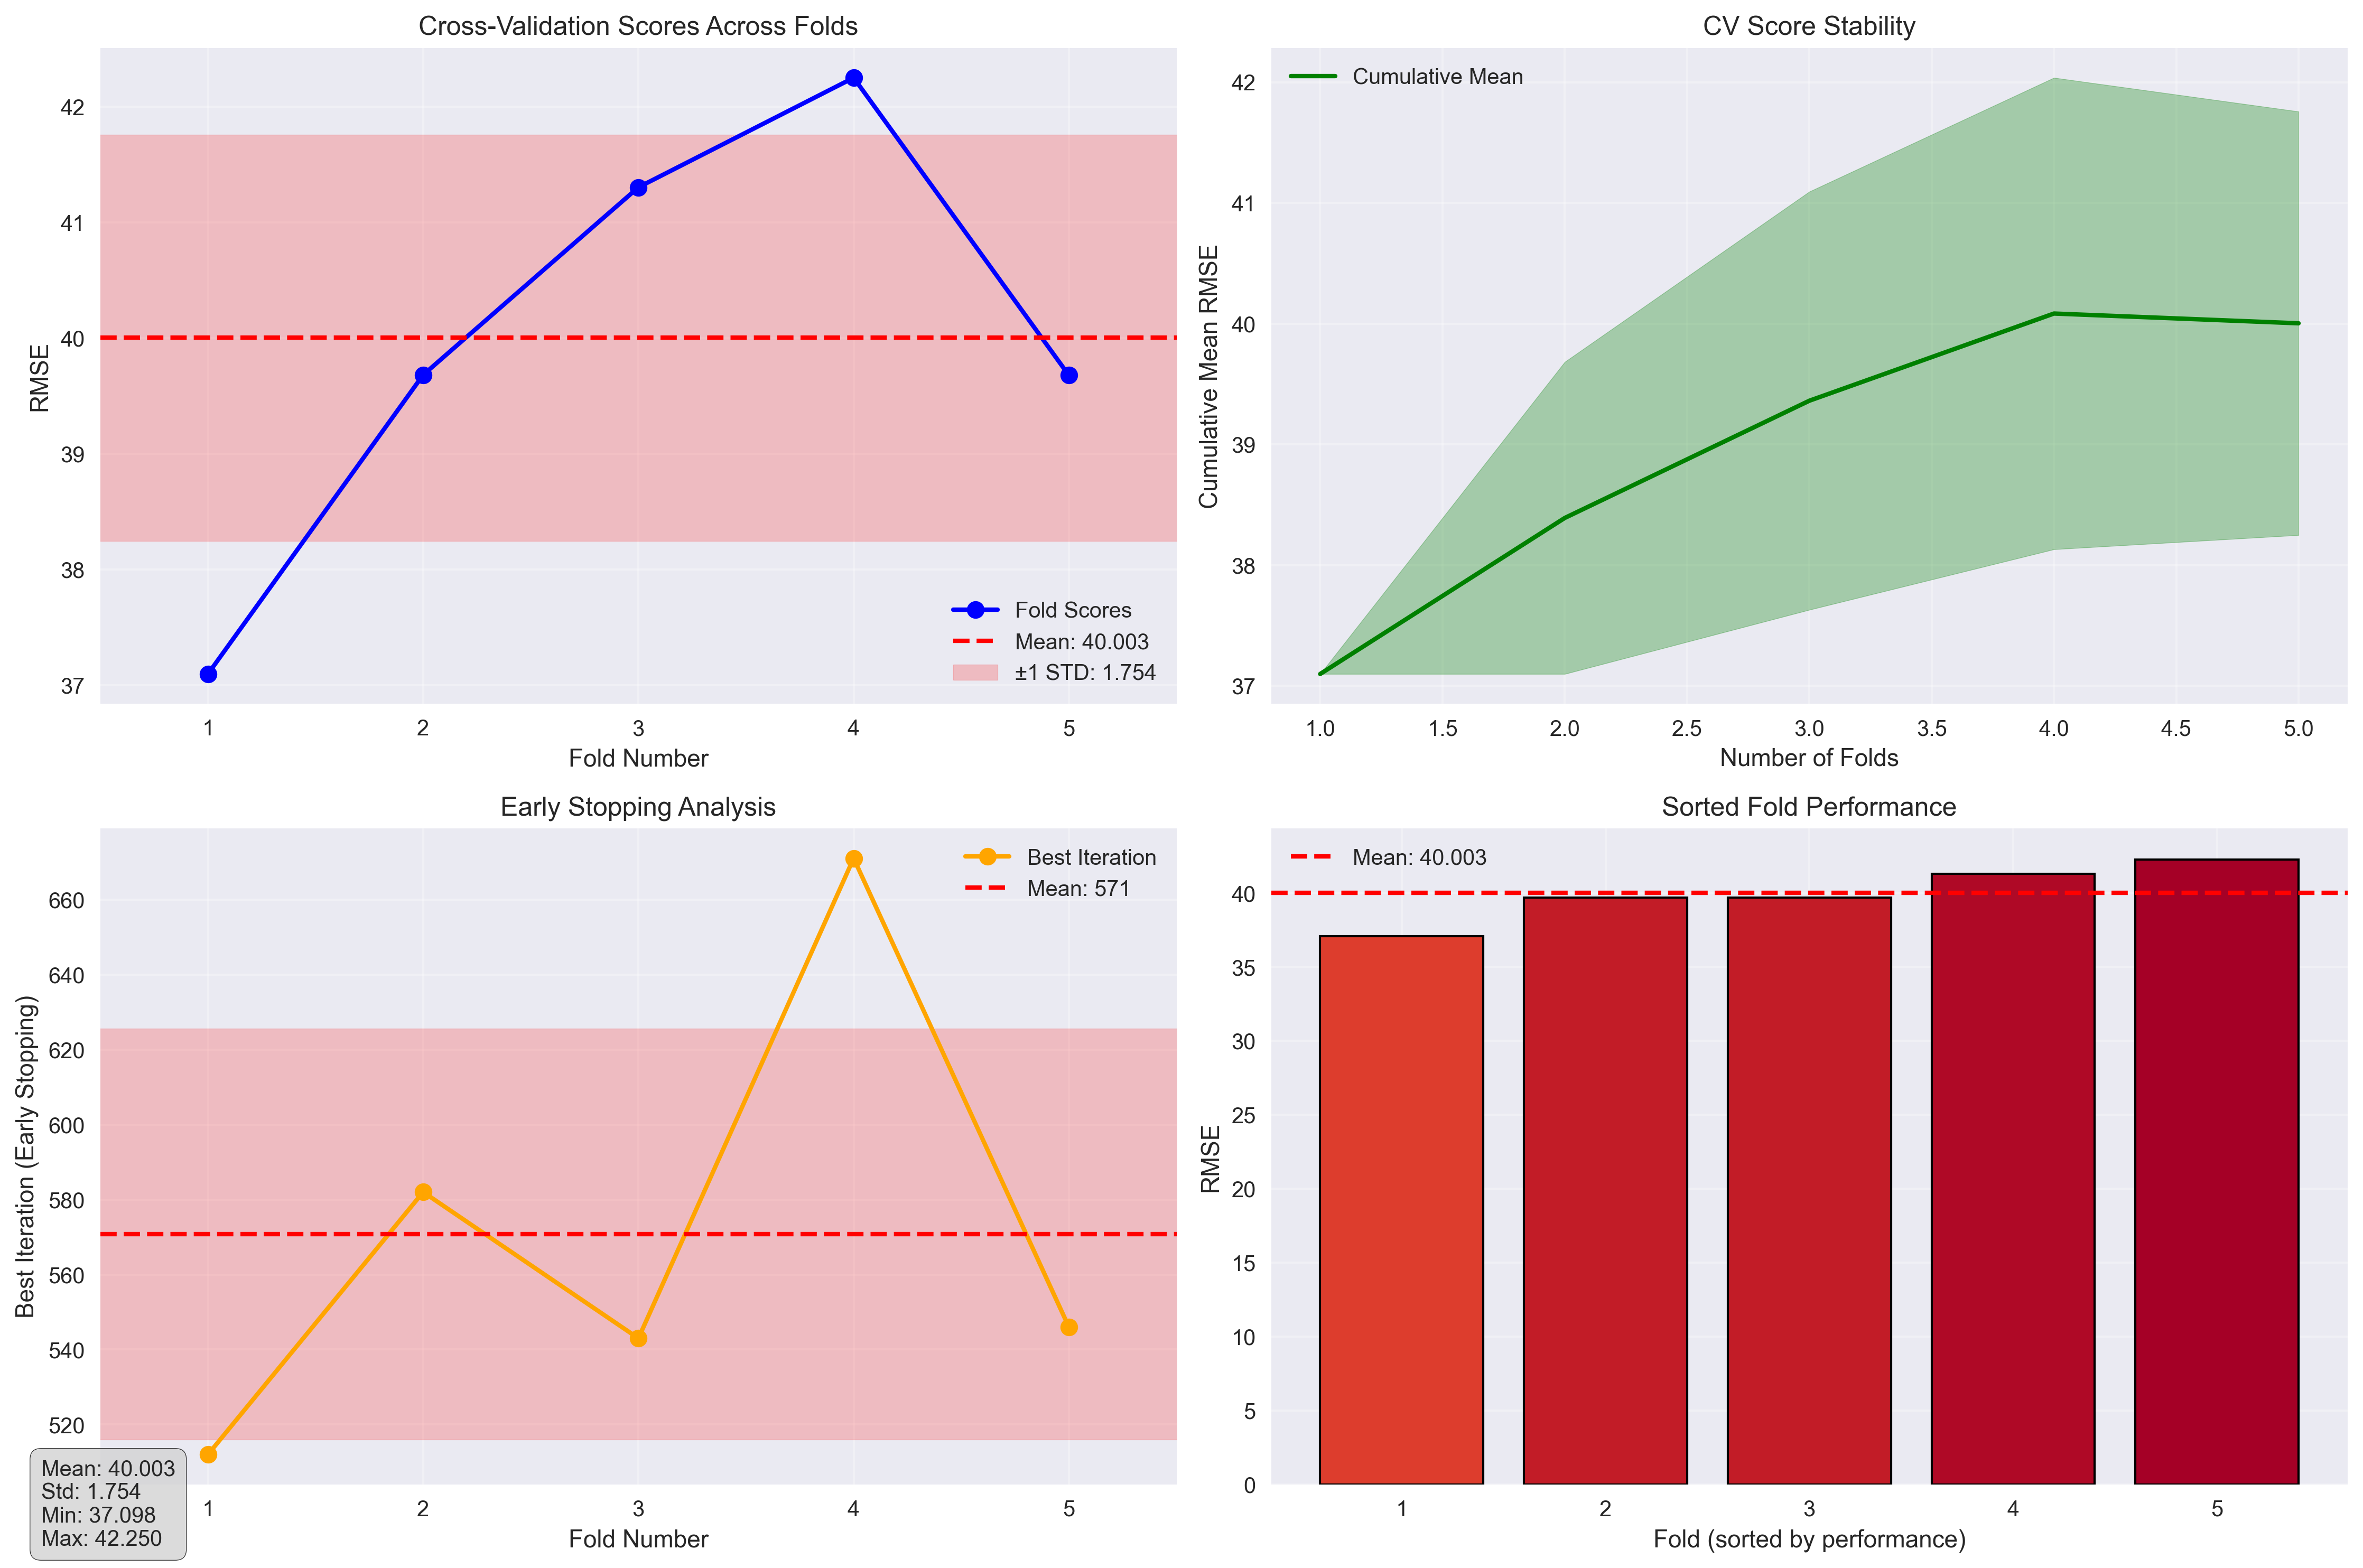 Cross-Validation Scores Across Folds
RMSE
42
41
40
39
38
37
Fold Scores
Mean: 40.003
±1 STD: 1.754
1 2 3 4 5
Fold Number
CV Score Stability
Cumulative Mean RMSE
42
41
40
39
38
37
Cumulative Mean
1.0 1.5 2.0 2.5 3.0 3.5 4.0 4.5 5.0
Number of Folds
Early Stopping Analysis
Best Iteration (Early Stopping)
660
640
620
600
580
560
540
520
Best Iteration
Mean: 571
1 2 3 4 5
Fold Number
Mean: 40.003
Std: 1.754
Min: 37.098
Max: 42.250
Sorted Fold Performance
RMSE
40
35
30
25
20
15
10
5
0
Mean: 40.003
1 2 3 4 5
Fold (sorted by performance)